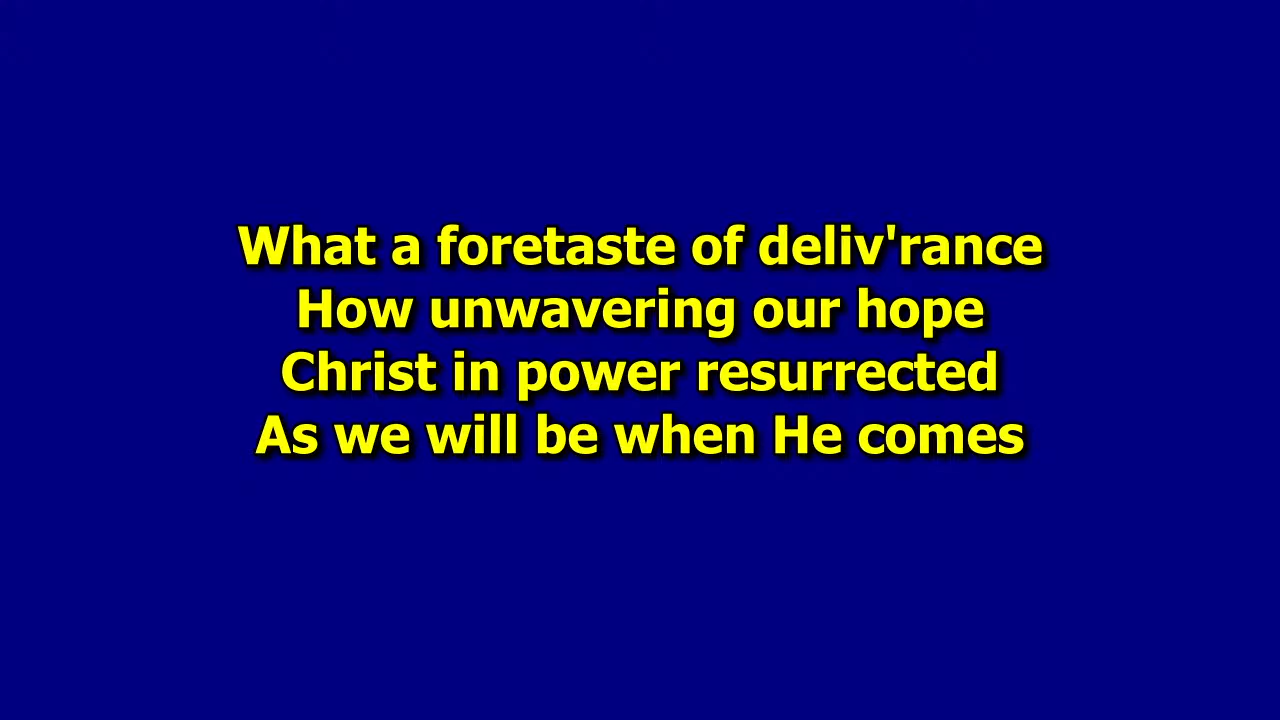 What a foretaste of deliv'rance
How unwavering our hope
Christ in power resurrected
As we will be when He comes